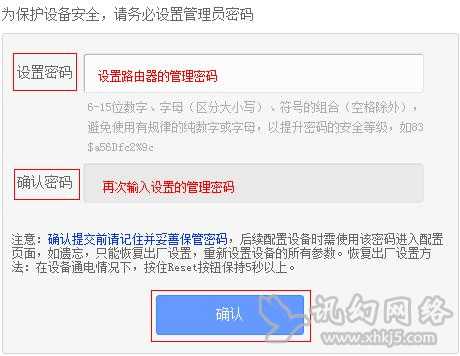 为保护设备安全，请务必设置管理员密码
设置密码
设置路由器的管理密码
6-15位数字、字母（区分大小写）、符号的组合（空格除外），
避免使用有规律的纯数字或字母，以提升密码的安全等级，如83
$a56Dfc2%9c
确认密码
再次输入设置的管理密码
注意：确认提交前请记住并妥善保管密码，后续配置设备时需使用该密码进入配置
页面，如遗忘，只能恢复出厂设置，重新设置设备的所有参数。恢复出厂设置方
法：在设备通电情况下，按住Reset按钮保持5秒以上。
确认
讯幻网络
www.xhkj5.com